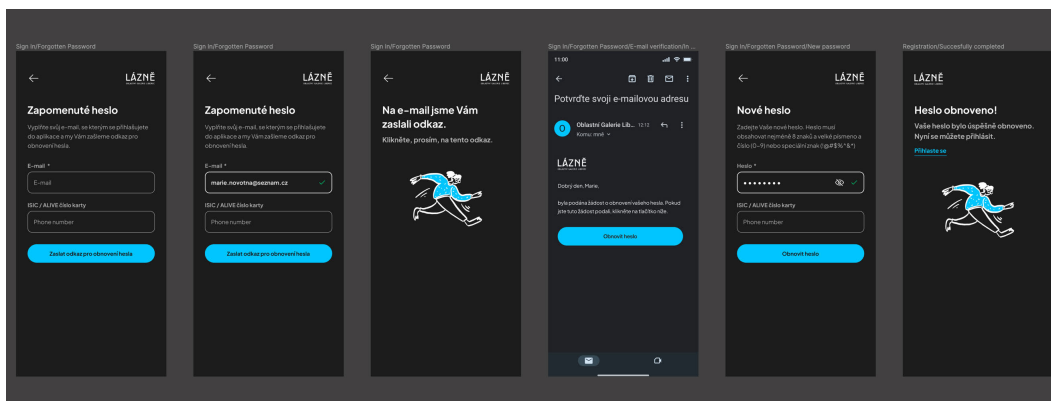 Sign In/Forgotten Password
LÁZNĚ
Zapomenuté heslo
Vyplňte svůj e-mail, se kterým se přihlašujete
do aplikace a my Vám zašleme odkaz pro
obnovení hesla.
E-mail *
E-mail
ISIC / ALIVE číslo karty
Phone number
Zaslat odkaz pro obnovení hesla
Sign In/Forgotten Password
LÁZNĚ
Zapomenuté heslo
Vyplňte svůj e-mail, se kterým se přihlašujete
do aplikace a my Vám zašleme odkaz pro
obnovení hesla.
E-mail *
marie.novotna@seznam.cz
ISIC / ALIVE číslo karty
Phone number
Zaslat odkaz pro obnovení hesla
Sign In/Forgotten Password
LÁZNĚ
Na e-mail jsme Vám
zaslali odkaz.
Klikněte, prosím, na tento odkaz.
Sign In/Forgotten Password/E-mail verification/In ...
11:00
Potvrďte svoji e-mailovou adresu
O
Oblastní Galerie Lib... 12:12
Komu: mně
LÁZNĚ
Dobrý den, Marie,
byla podána žádost o obnovení vašeho hesla. Pokud
jste tuto žádost podali, klikněte na tlačítko níže.
Obnovit heslo
Sign In/Forgotten Password/New password
LÁZNĚ
Nové heslo
Zadejte Vaše nové heslo. Heslo musí
obsahovat nejméně 8 znaků a velké písmeno a
číslo (0-9) nebo speciální znak (!@#$%^&*)
Heslo *
ISIC / ALIVE číslo karty
Phone number
Obnovit heslo
Registration/Succesfully completed
LÁZNĚ
Heslo obnoveno!
Vaše heslo bylo úspěšně obnoveno.
Nyní se můžete přihlásit.
Přihlaste se